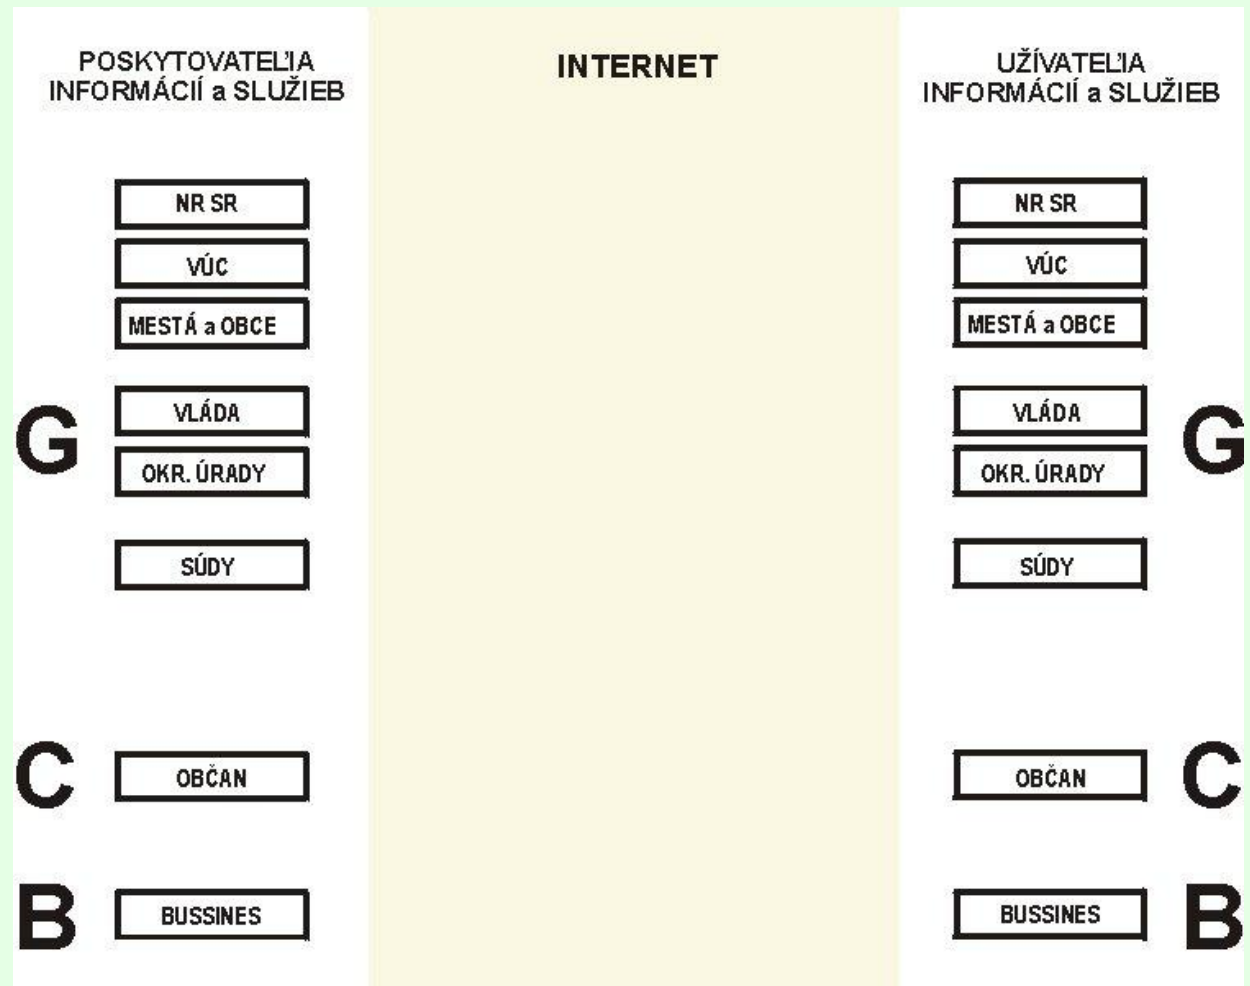 POSKYTOVATEĽIA
INFORMÁCIÍ a SLUŽIEB
NR SR
VÚC
MESTÁ a OBCE
G
VLÁDA
OKR. ÚRADY
SÚDY
C
OBČAN
B
BUSSINES
INTERNET
UŽÍVATEĽIA
INFORMÁCIÍ a SLUŽIEB
NR SR
VÚC
MESTÁ a OBCE
VLÁDA
G
OKR. ÚRADY
SÚDY
OBČAN
C
BUSSINES
B